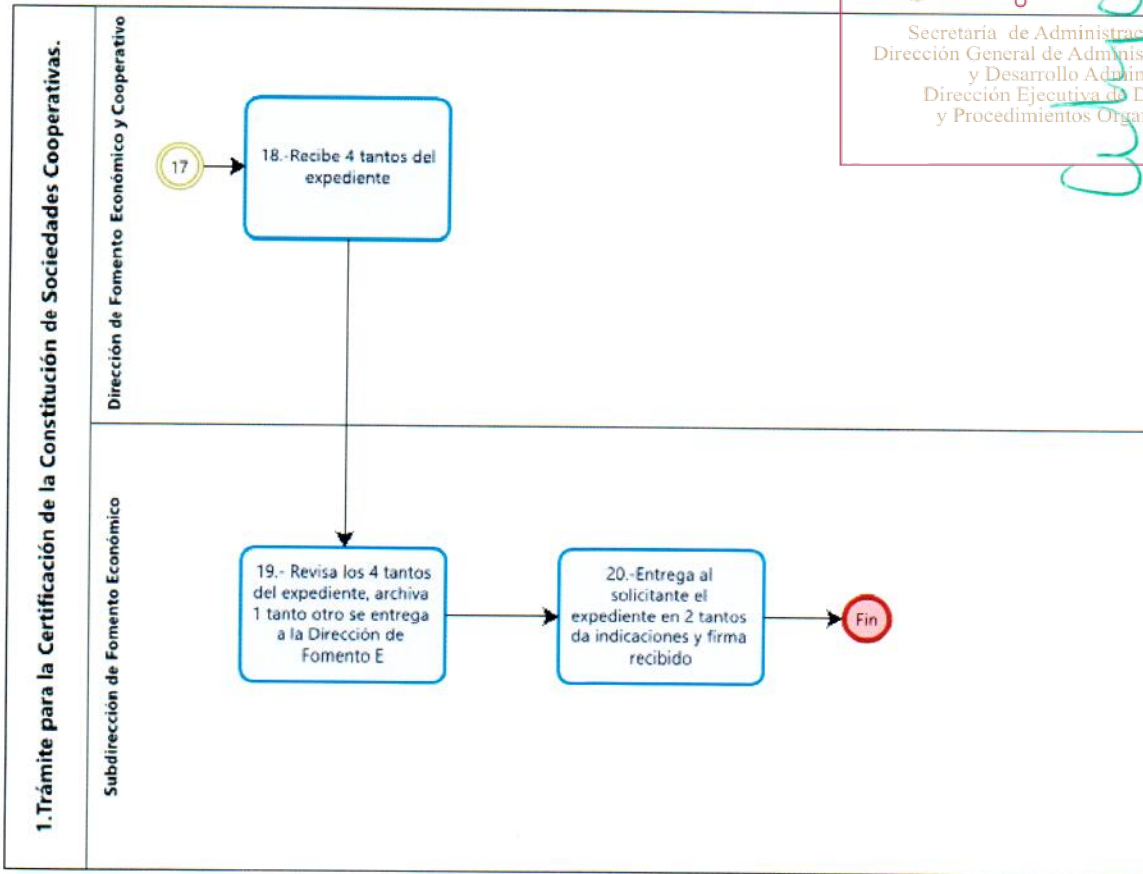 1.Trámite para la Certificación de la Constitución de Sociedades Cooperativas.
Dirección de Fomento Económico y Cooperativo
17
18.-Recibe 4 tantos del
expediente
Subdirección de Fomento Económico
19.- Revisa los 4 tantos
del expediente, archiva
1 tanto otro se entrega
a la Dirección de
Fomento E
20.-Entrega al
solicitante el
expediente en 2 tantos
da indicaciones y firma
recibido
Fin
Secretaría de Administrac
Dirección General de Adminis
y Desarrollo Admin
Dirección Ejecutiva de D
y Procedimientos Organ